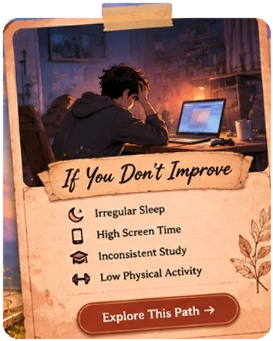 If You Don't Improve
Irregular Sleep
High Screen Time
Inconsistent Study
Low Physical Activity
Explore This Path →